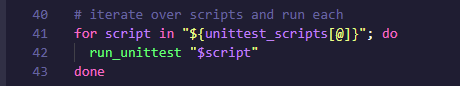 40 # iterate over scripts and run each
41 for script in "${unittest_scripts[@]}"; do
42 run_unittest "$script"
43 done